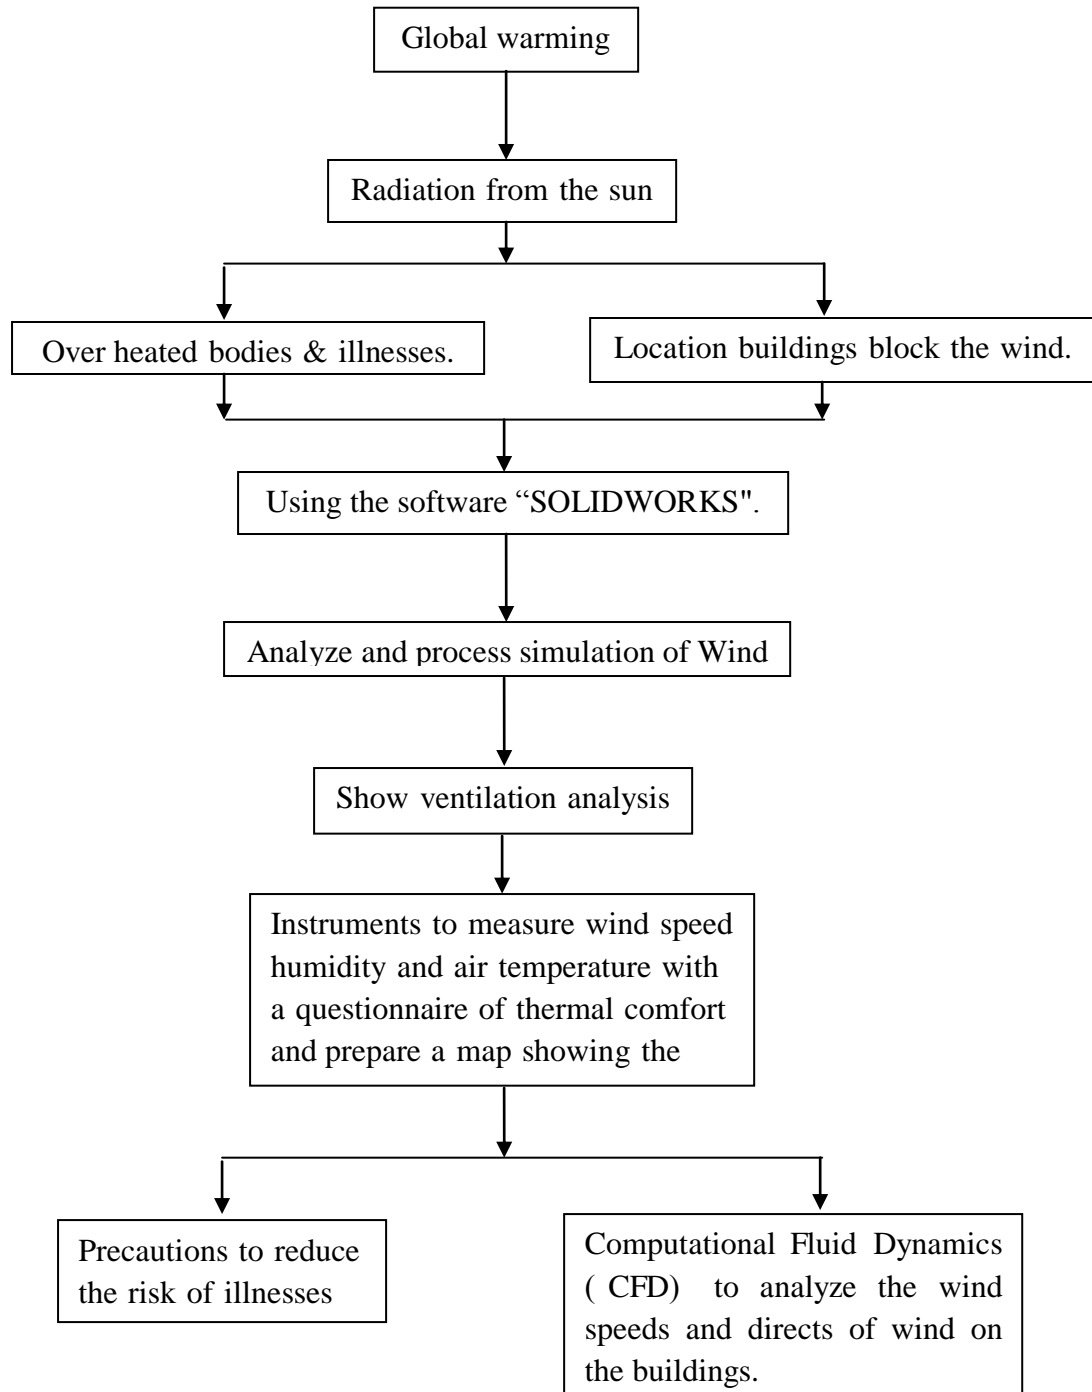 Global warming
Radiation from the sun
Over heated bodies & illnesses.
Location buildings block the wind.
Using the software “SOLIDWORKS".
Analyze and process simulation of Wind
Show ventilation analysis
Instruments to measure wind speed
humidity and air temperature with
a questionnaire of thermal comfort
and prepare a map showing the
Precautions to reduce
the risk of illnesses
Computational Fluid Dynamics
( CFD) to analyze the wind
speeds and directs of wind on
the buildings.